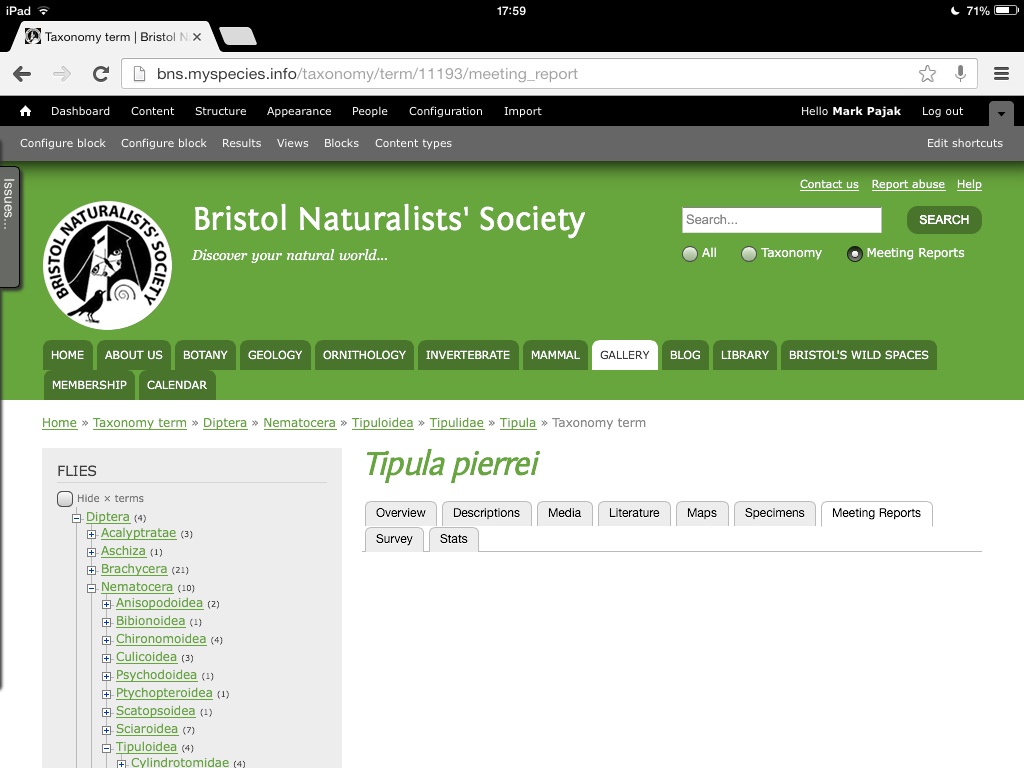 iPad 17:59 71%
Taxonomy term | Bristol N
bns.myspecies.info/taxonomy/term/11193/meeting_report
Dashboard Content Structure Appearance People Configuration Import Hello Mark Pajak Log out
Configure block Configure block Results Views Blocks Content types Edit shortcuts
Issues...
Contact us Report abuse Help
BRISTOL NATURALISTS' SOCIETY
Bristol Naturalists' Society
Discover your natural world...
Search... SEARCH
All Taxonomy Meeting Reports
HOME ABOUT US BOTANY GEOLOGY ORNITHOLOGY INVERTEBRATE MAMMAL GALLERY BLOG LIBRARY BRISTOL'S WILD SPACES
MEMBERSHIP CALENDAR
Home » Taxonomy term » Diptera » Nematocera » Tipuloidea » Tipulidae » Tipula » Taxonomy term
FLIES
Hide × terms
Diptera (4)
Acalyptratae (3)
Aschiza (1)
Brachycera (21)
Nematocera (10)
Anisopodoidea (2)
Bibionoidea (1)
Chironomoidea (4)
Culicoidea (3)
Psychodoidea (1)
Ptychopteroidea (1)
Scatopsoidea (1)
Sciaroidea (7)
Tipuloidea (4)
Cylindrotomidae (4)
Tipula pierrei
Overview Descriptions Media Literature Maps Specimens Meeting Reports
Survey Stats